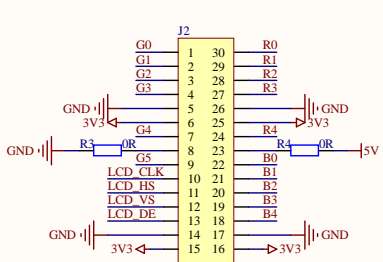 J2
G0 1 30 R0
G1 2 29 R1
G2 3 28 R2
G3 4 27 R3
GND 5 26 GND
3V3 6 25 3V3
G4 7 24 R4
GND R3 0R 8 23 R4 0R 5V
G5 9 22 B0
LCD_CLK 10 21 B1
LCD_HS 11 20 B2
LCD_VS 12 19 B3
LCD_DE 13 18 B4
GND 14 17 GND
3V3 15 16 3V3